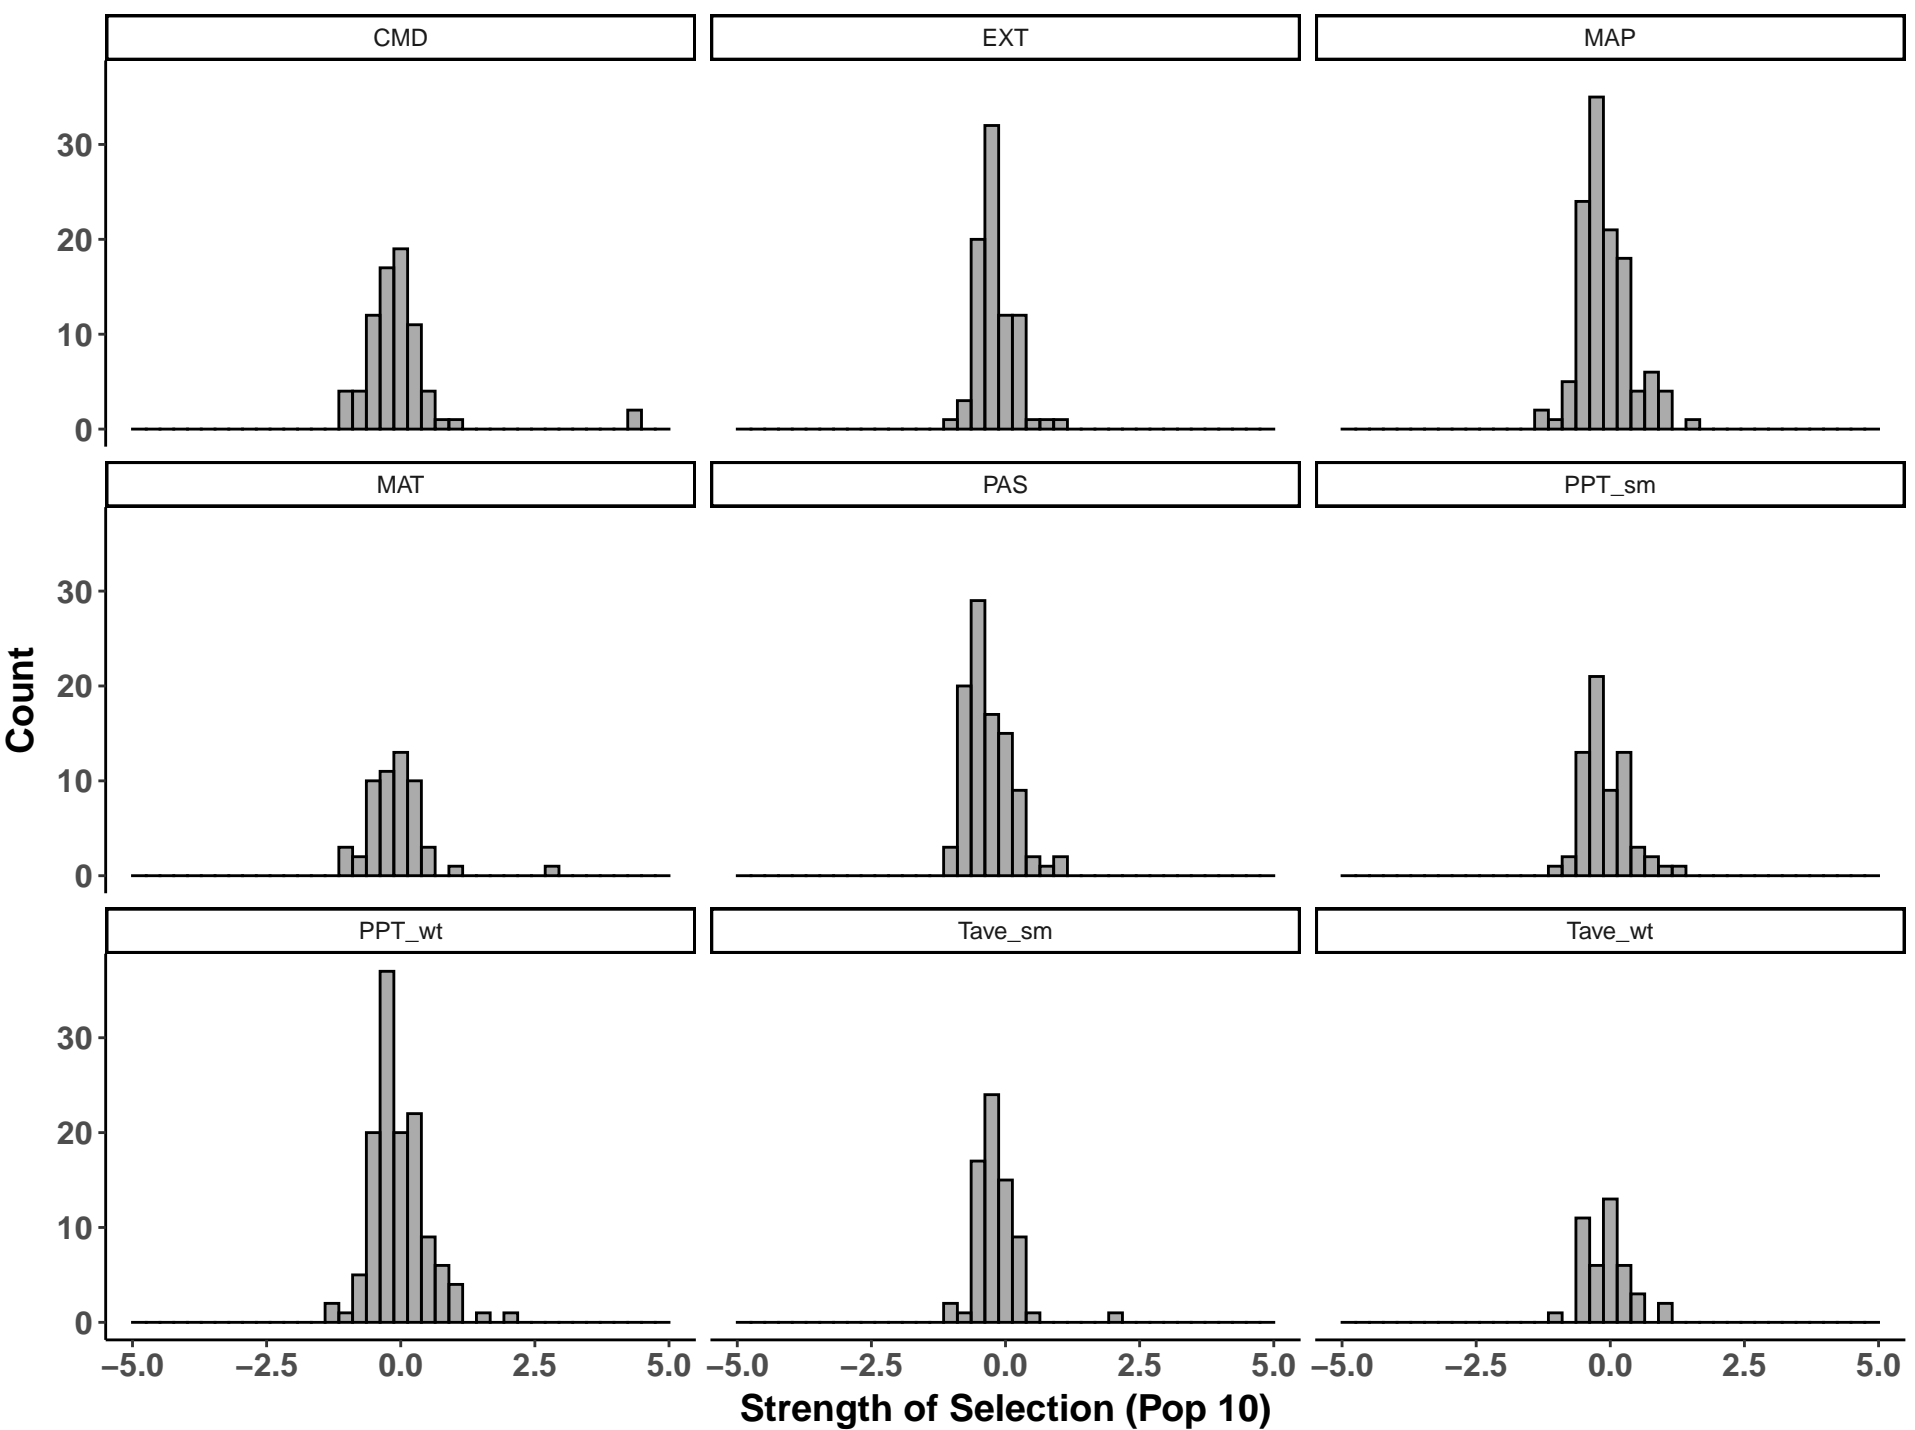 CMD EXT MAP
30
20
10
0
MAT PAS PPT_sm
30
20
10
0
Count
PPT_wt Tave_sm Tave_wt
30
20
10
0
−5.0 −2.5 0.0 2.5 5.0 −5.0 −2.5 0.0 2.5 5.0 −5.0 −2.5 0.0 2.5 5.0
Strength of Selection (Pop 10)